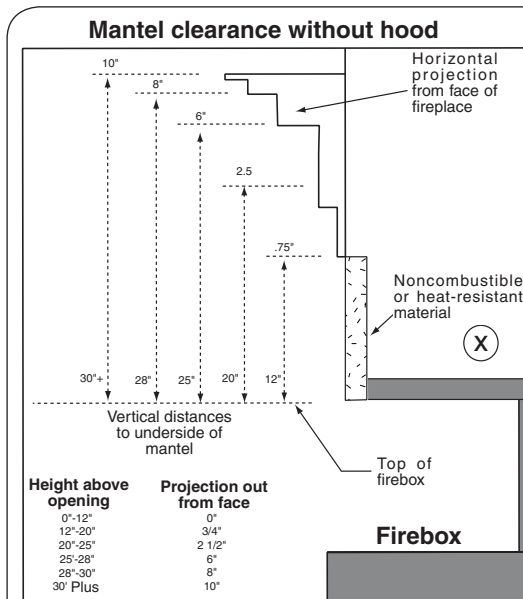 Mantel clearance without hood
10"
8"
6"
2.5
.75"
Horizontal
projection
from face of
fireplace
Noncombustible
or heat-resistant
material
X
30"+
28"
25"
20"
12"
Vertical distances
to underside of
mantel
Top of
firebox
Height above
opening
Projection out
from face
0"-12" 0"
12"-20" 3/4"
20"-25" 2 1/2"
25'-28" 6"
28"-30" 8"
30' Plus 10"
Firebox